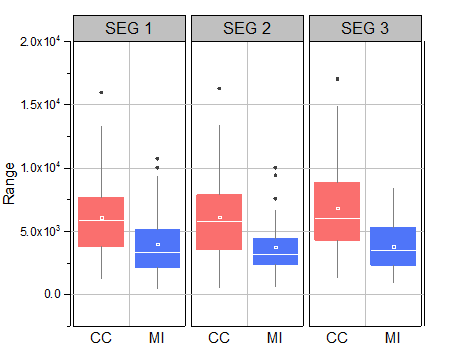 SEG 1 SEG 2 SEG 3
2.0x10⁴
1.5x10⁴
1.0x10⁴
5.0x10³
0.0
Range
CC MI CC MI CC MI